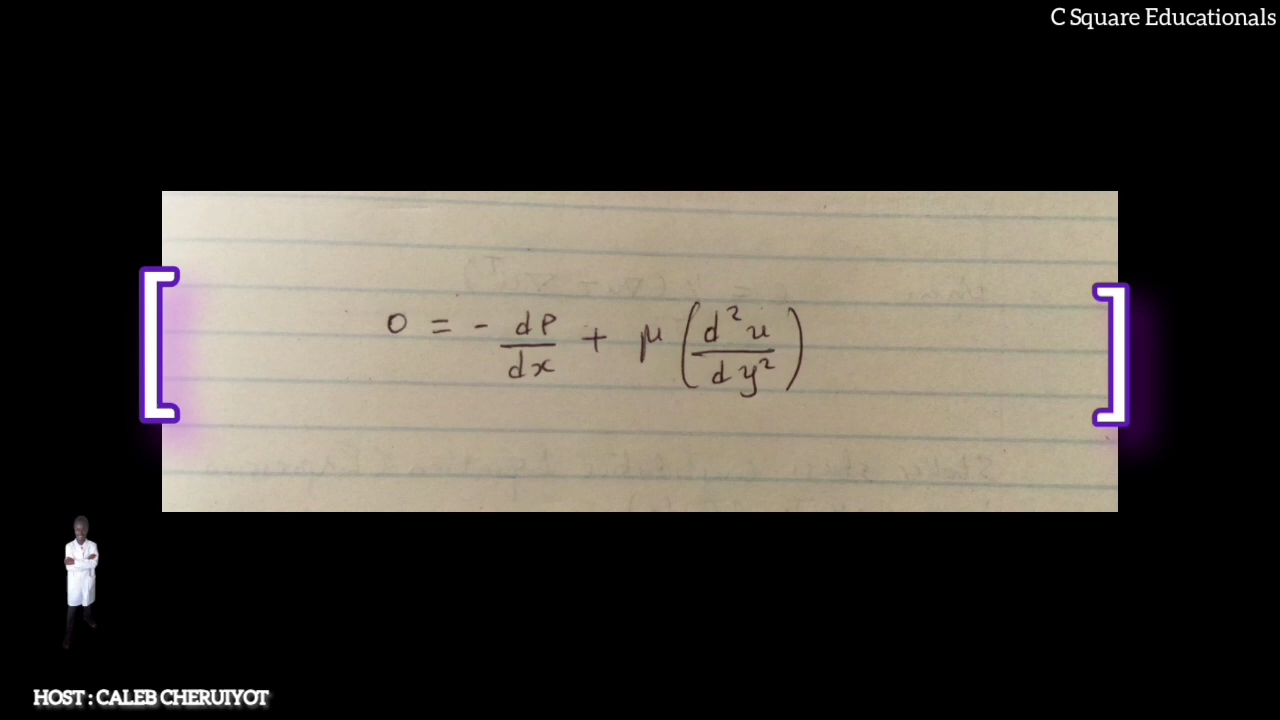 C Square Educationals
0 = - dP/dx + μ (d²u/dy²)
HOST : CALEB CHERUIYOT